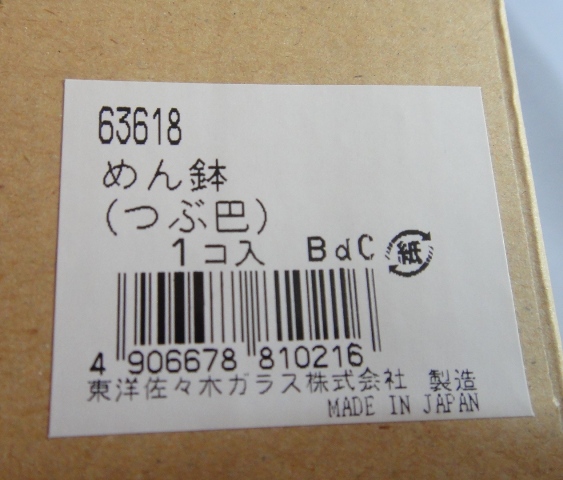 63618
めん鉢
(つぶ巴)
1コ入 BdC 紙
4 906678 810216
東洋佐々木ガラス株式会社 製造
MADE IN JAPAN